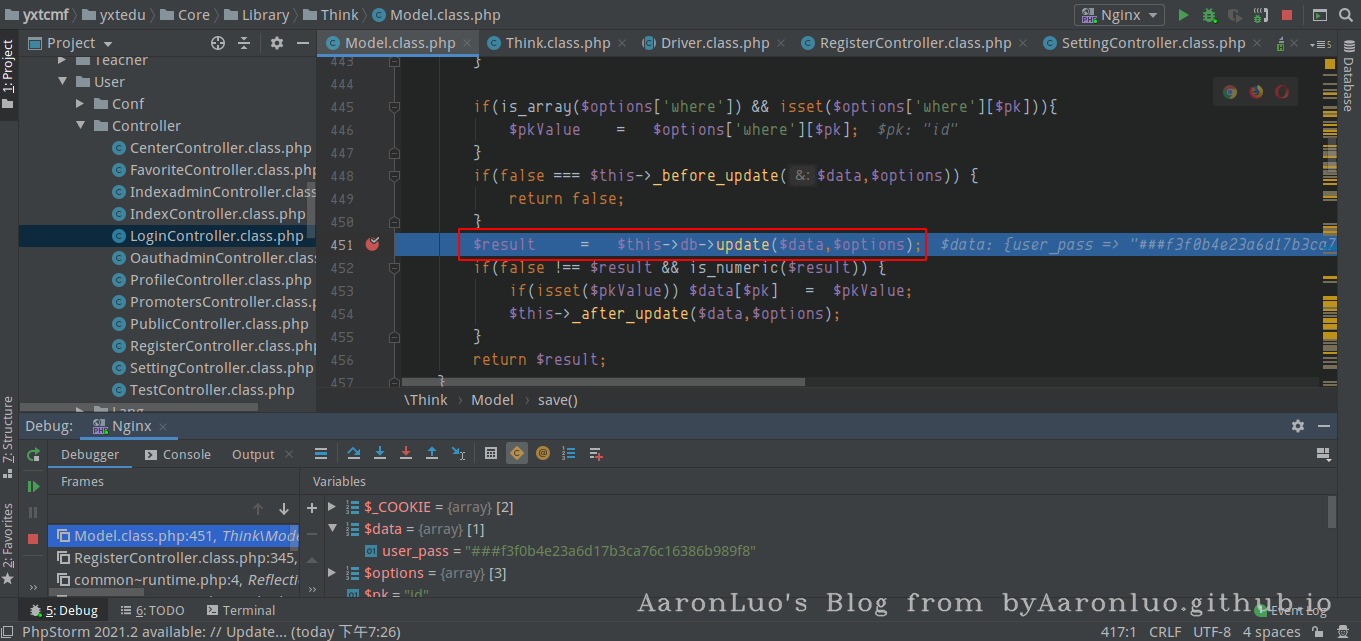 yxtcmf yxtedu Core Library Think Model.class.php Nginx
Project Model.class.php Think.class.php Driver.class.php RegisterController.class.php SettingController.class.php
1: Project
Database
Teacher
User
Conf
Controller
CenterController.class.php
FavoriteController.class.php
IndexadminController.class
IndexController.class.php
LoginController.class.php
OauthadminController.class
ProfileController.class.php
PromotersController.class.p
PublicController.class.php
RegisterController.class.php
SettingController.class.php
TestController.class.php
Lang
443 }
444
445 if(is_array($options['where']) && isset($options['where'][$pk])){
446 $pkValue = $options['where'][$pk]; $pk: "id"
447 }
448 if(false === $this->_before_update( &: $data,$options)) {
449 return false;
450 }
451 $result = $this->db->update($data,$options); $data: {user_pass => "###f3f0b4e23a6d17b3ca7
452 if(false !== $result && is_numeric($result)) {
453 if(isset($pkValue)) $data[$pk] = $pkValue;
454 $this->_after_update($data,$options);
455 }
456 return $result;
457 }
\Think › Model › save()
7: Structure
2: Favorites
Debug: Nginx
Debugger Console Output
Frames Variables
Model.class.php:451, Think\Mode
RegisterController.class.php:345,
common~runtime.php:4, Reflecti
$_COOKIE = {array} [2]
$data = {array} [1]
user_pass = "###f3f0b4e23a6d17b3ca76c16386b989f8"
$options = {array} [3]
$pk = "id"
AaronLuo's Blog from byAaronluo.github.io
5: Debug 6: TODO Terminal Event Log
PhpStorm 2021.2 available: // Update... (today 下午7:26) 417:1 CRLF UTF-8 4 spaces